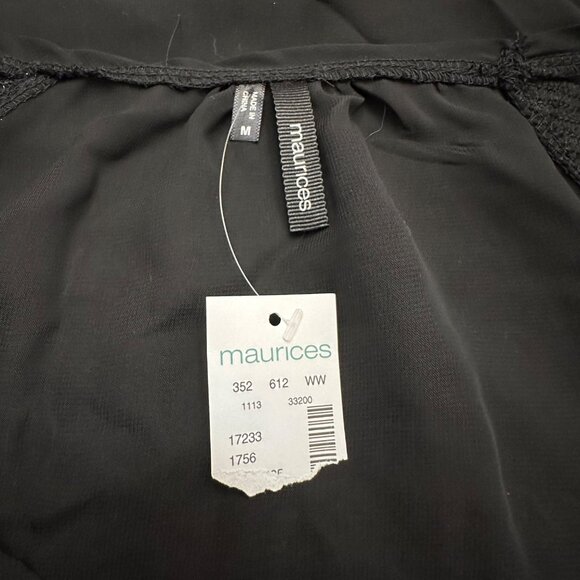 MADE IN
CHINA
M
maurices
maurices
352 612 WW
1113 33200
17233
1756